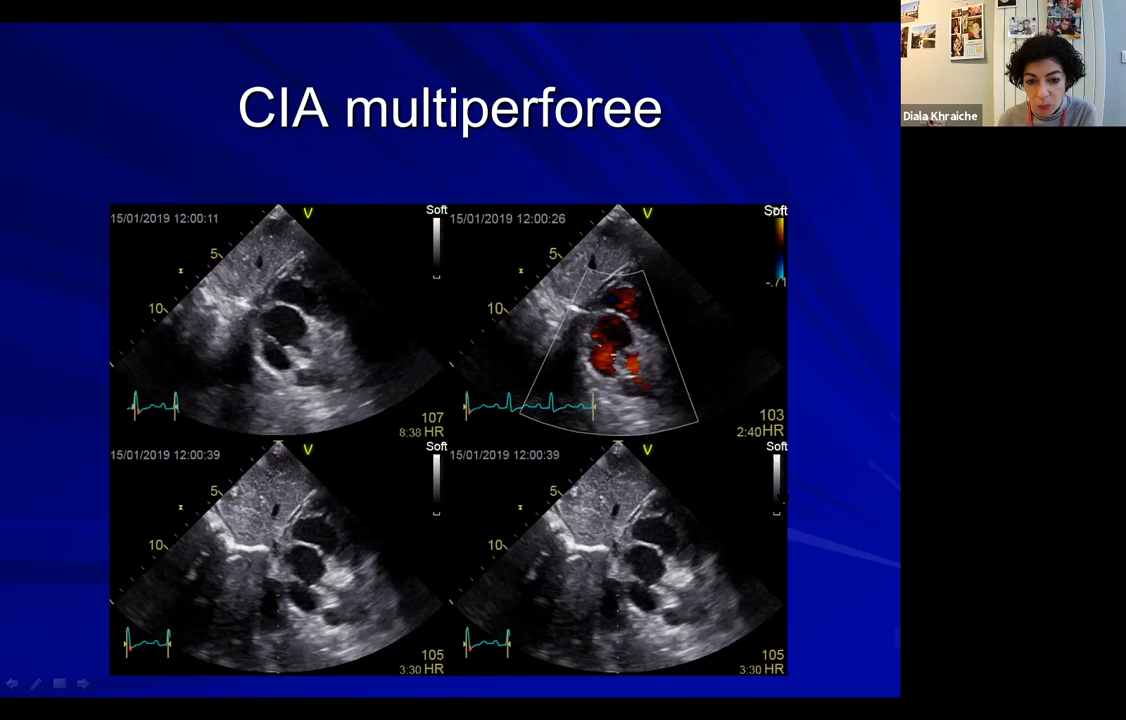 CIA multiperforee
Diala Khraiche
15/01/2019 12:00:11
V
Soft
5
10
107
8:38 HR
15/01/2019 12:00:26
V
Soft
5
10
-.71
103
2:40HR
15/01/2019 12:00:39
V
Soft
5
10
105
3:30 HR
15/01/2019 12:00:39
V
Soft
5
10
105
3:30 HR